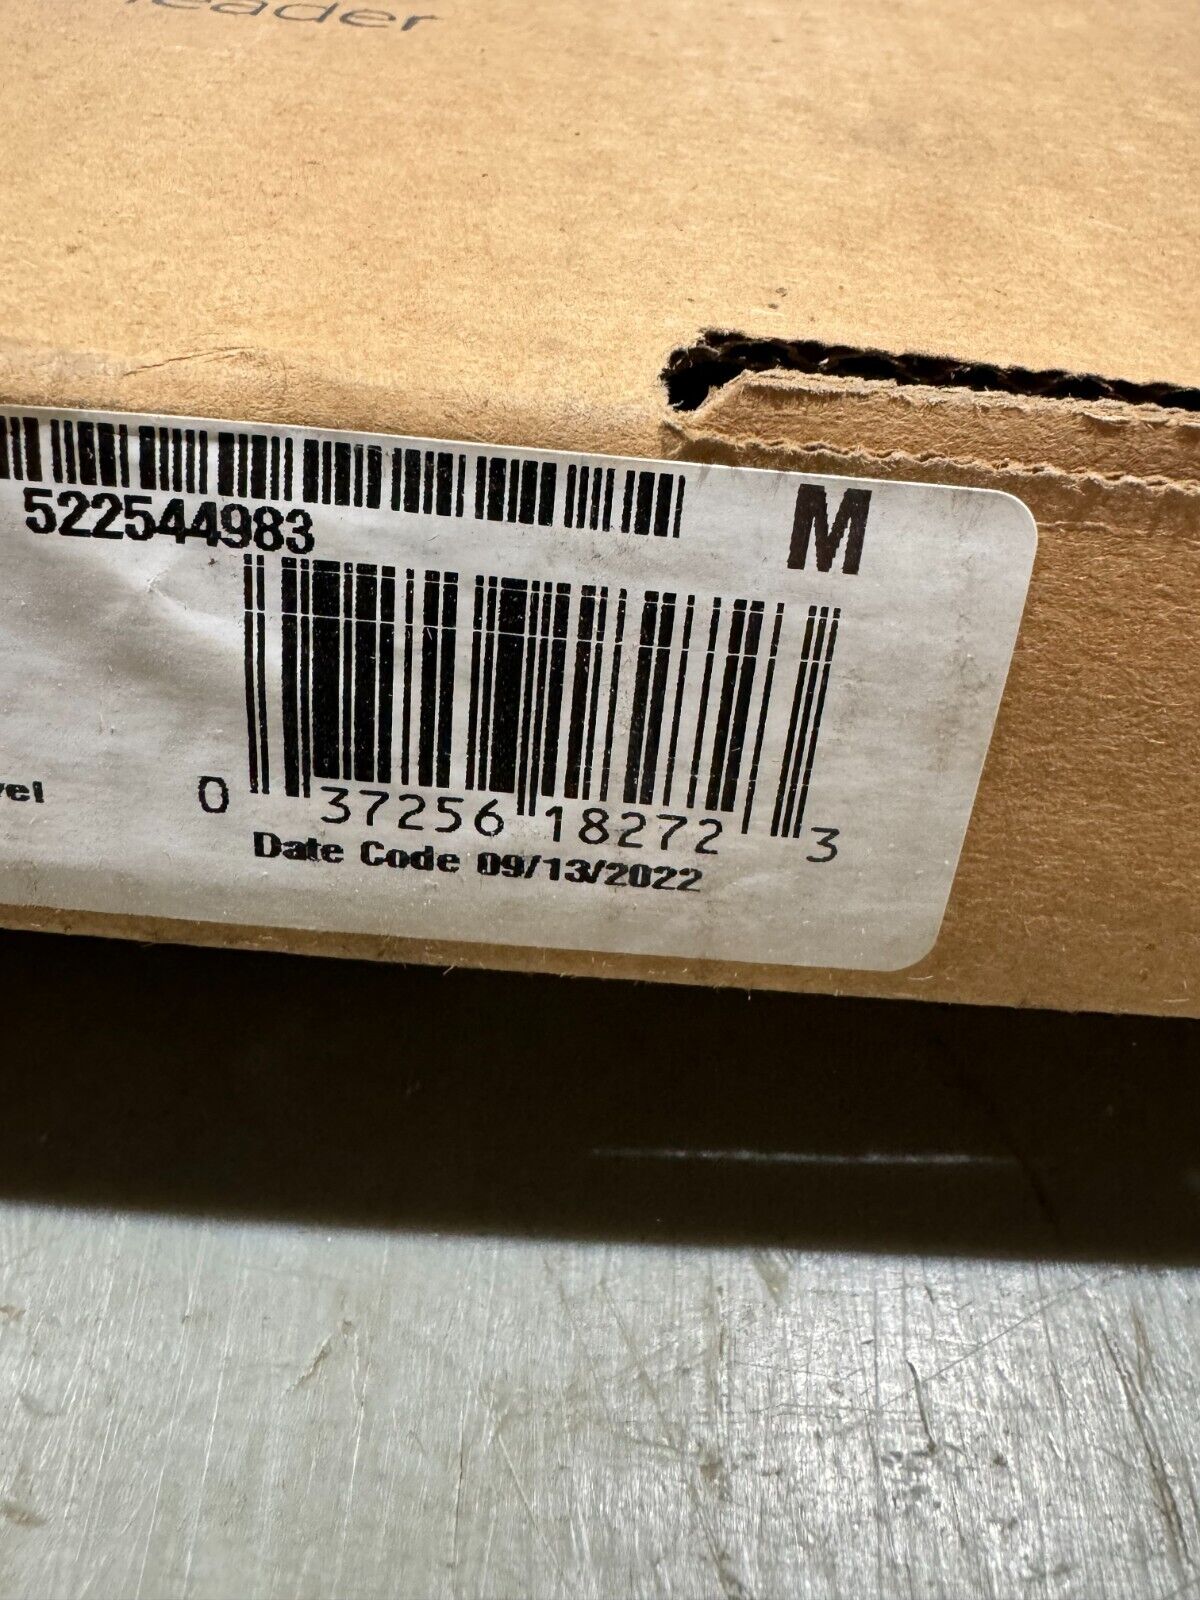 522544983
M
0 37256 18272 3
Date Code 09/13/2022